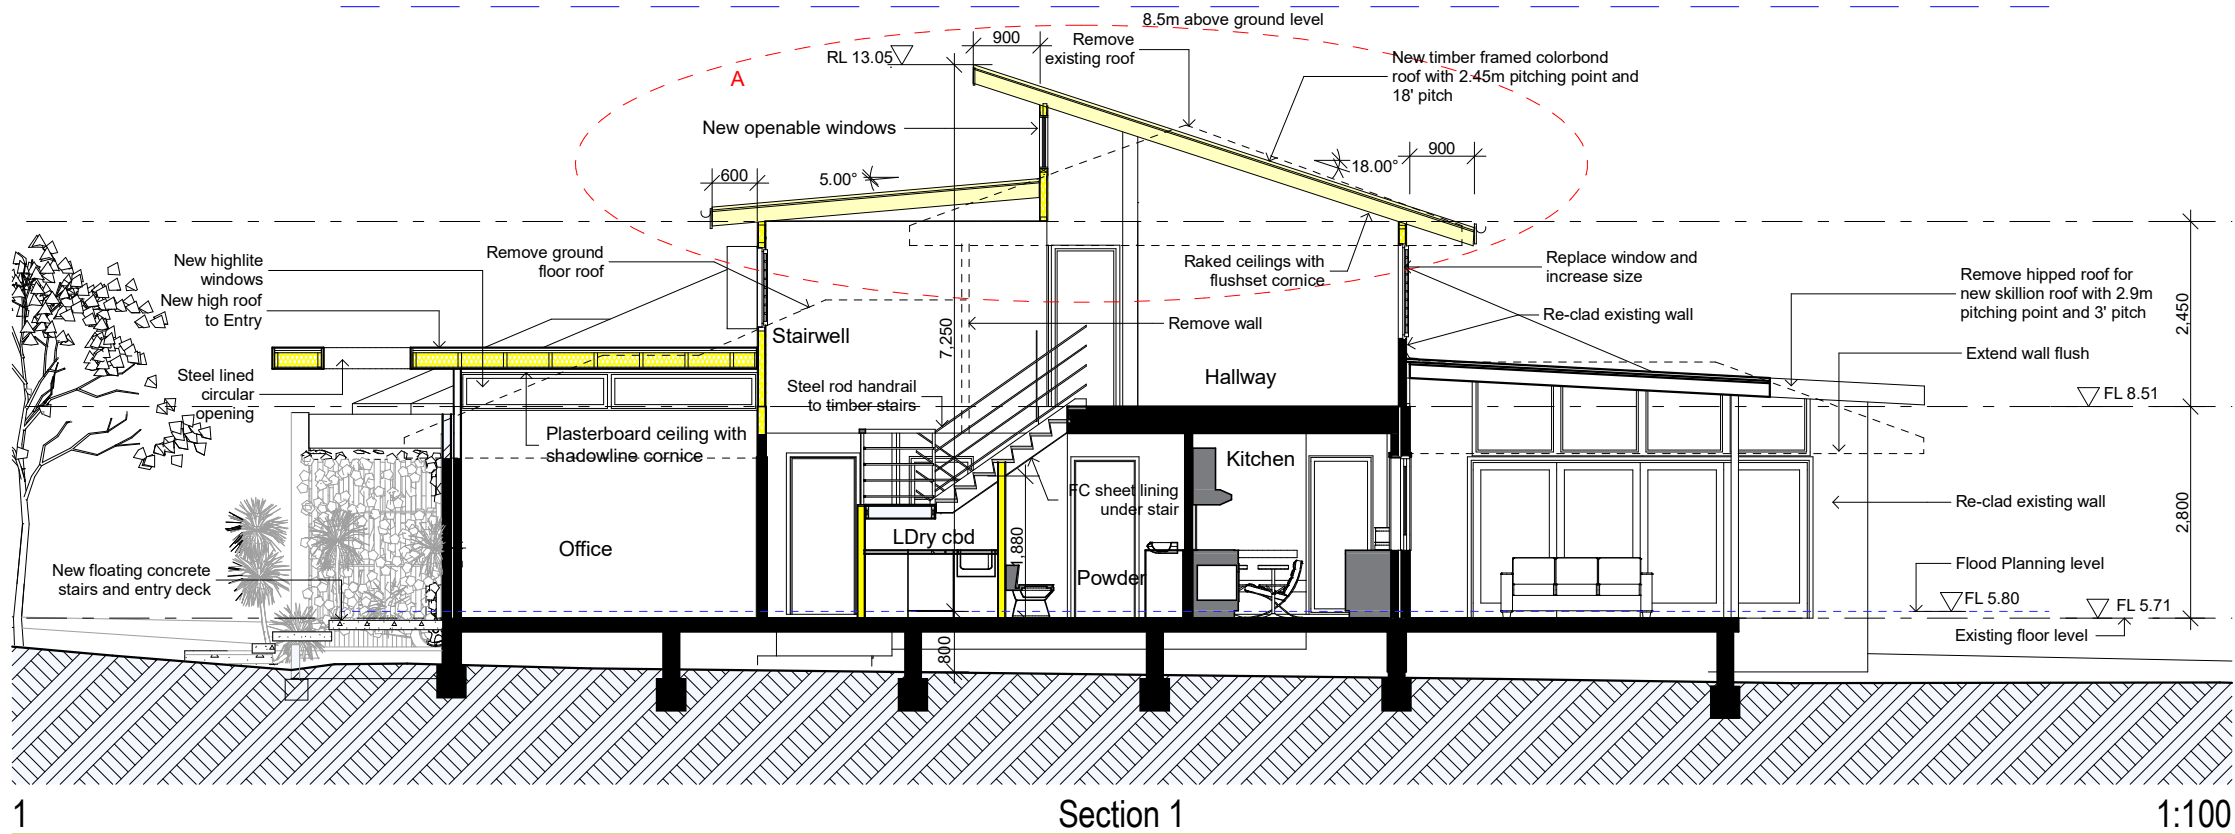 8.5m above ground level
900
Remove
existing roof
RL 13.05
New timber framed colorbond
roof with 2.45m pitching point and
18' pitch
A
New openable windows
600
5.00°
18.00°
900
New highlite
windows
New high roof
to Entry
Remove ground
floor roof
Raked ceilings with
flushset cornice
Replace window and
increase size
Remove hipped roof for
new skillion roof with 2.9m
pitching point and 3' pitch
2,450
Re-clad existing wall
Stairwell
7,250
Remove wall
Extend wall flush
Steel lined
circular
opening
Steel rod handrail
to timber stairs
Hallway
FL 8.51
Plasterboard ceiling with
shadowline cornice
Kitchen
FC sheet lining
under stair
Re-clad existing wall
2,800
Office
LDry cbd
1,880
Powder
New floating concrete
stairs and entry deck
Flood Planning level
FL 5.80
FL 5.71
Existing floor level
800
1
Section 1
1:100